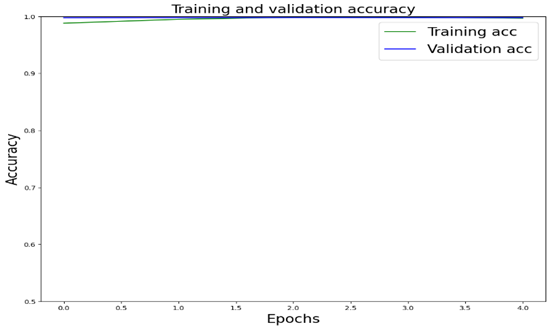 Training and validation accuracy
1.0
Training acc
Validation acc
0.9
0.8
Accuracy
0.7
0.6
0.5
0.0 0.5 1.0 1.5 2.0 2.5 3.0 3.5 4.0
Epochs